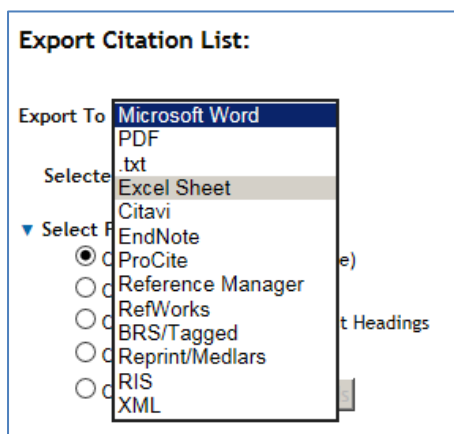 Export Citation List:
Export To Microsoft Word
PDF
.txt
Selecte
Excel Sheet
Citavi
Select
EndNote
ProCite e)
Reference Manager
RefWorks t Headings
BRS/Tagged
Reprint/Medlars
RIS
XML